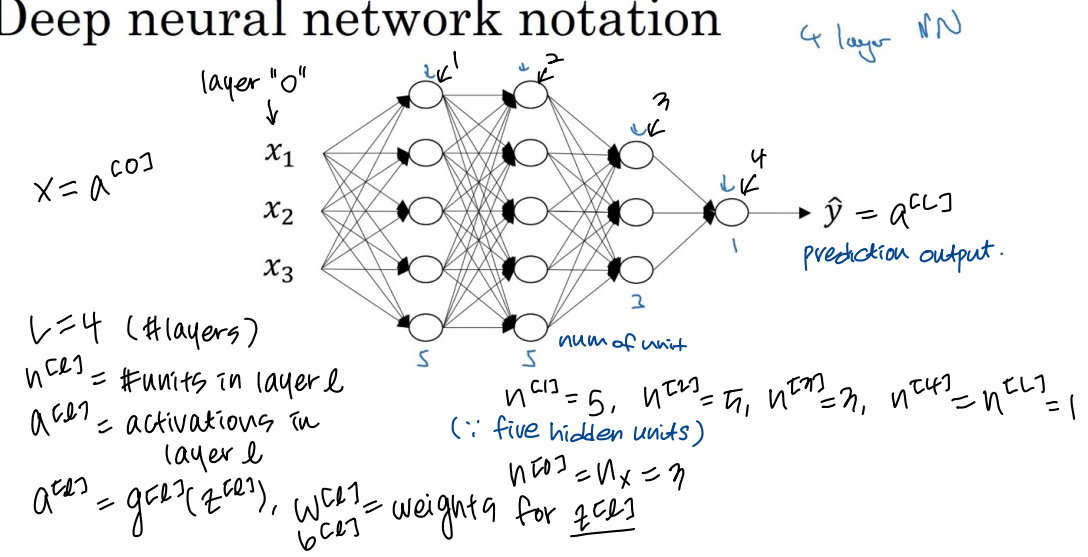 Deep neural network notation
4 layer NN
layer "0"
↓
1
2
3
4
x₁
x₂
x₃
X = a^[0]
ŷ = a^[L]
prediction output.
1
3
5
5
num of unit
L = 4 (#layers)
n^[l] = #units in layer l
a^[l] = activations in
layer l
a^[l] = g^[l](z^[l]), w^[l] = weights for z^[l]
b^[l]
n^[1] = 5, n^[2] = 5, n^[3] = 3, n^[4] = n^[L] = 1
(∵ five hidden units)
n^[0] = n_x = 3